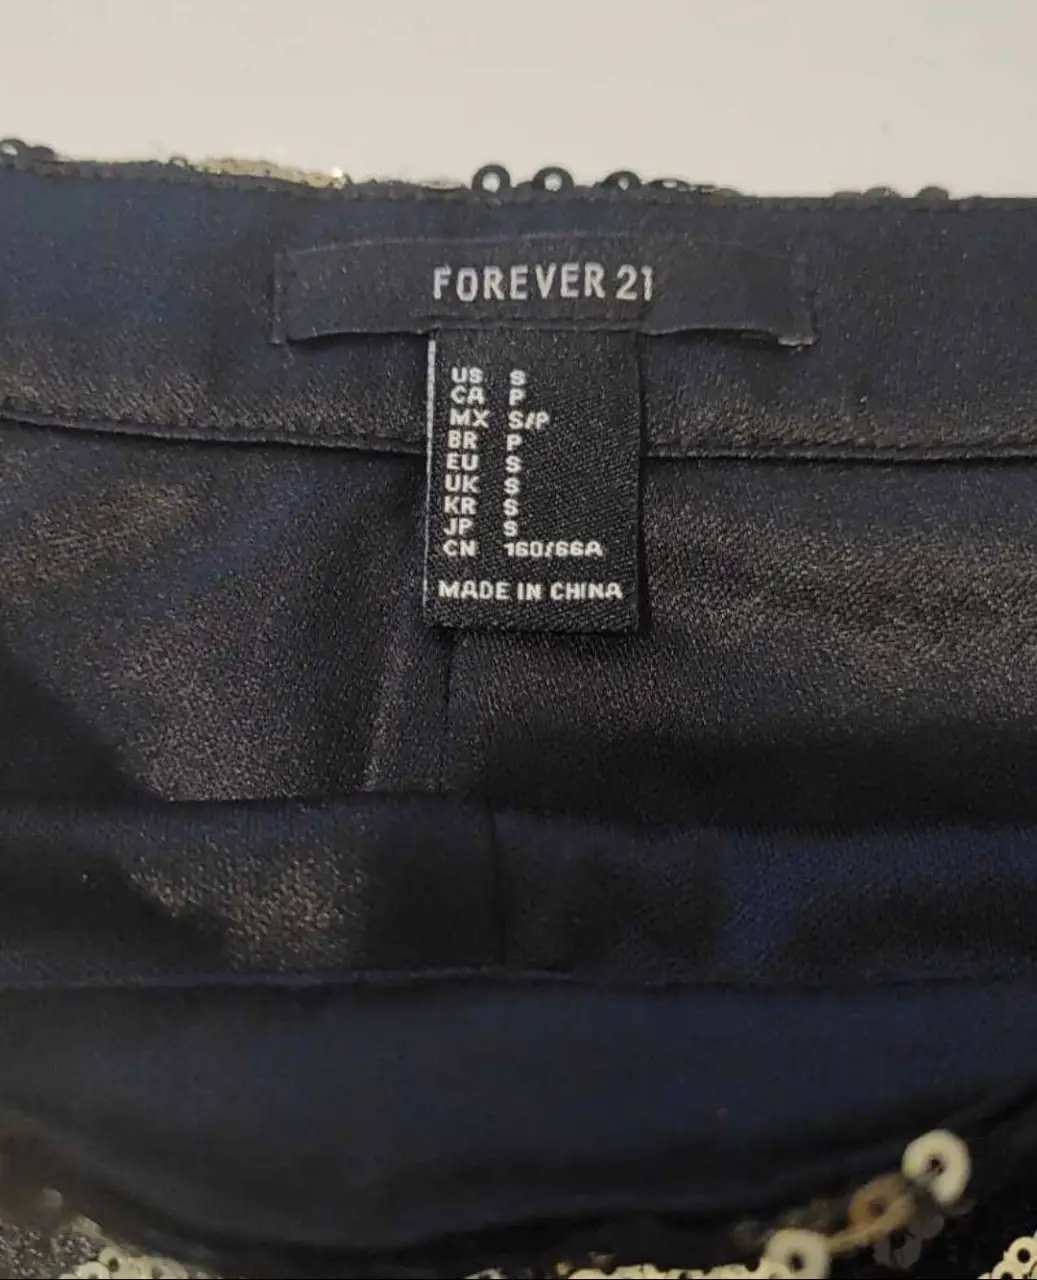 FOREVER 21
US S
CA P
MX S/P
BR P
EU S
UK S
KR S
JP S
CN 160/66A
MADE IN CHINA